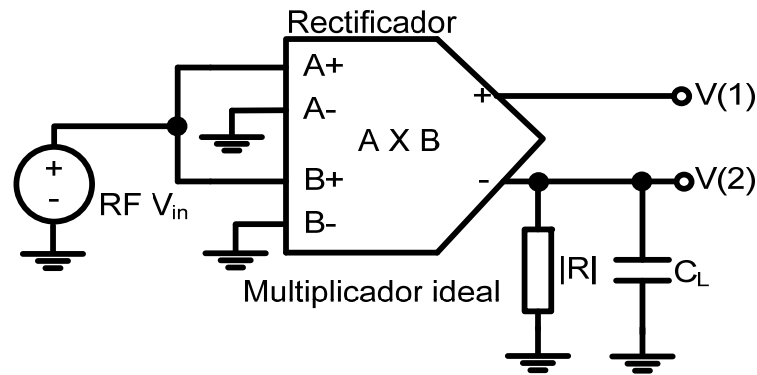 Rectificador
A+
A-
A X B
B+
B-
+
-
V(1)
V(2)
+
-
RF Vin
|R|
CL
Multiplicador ideal